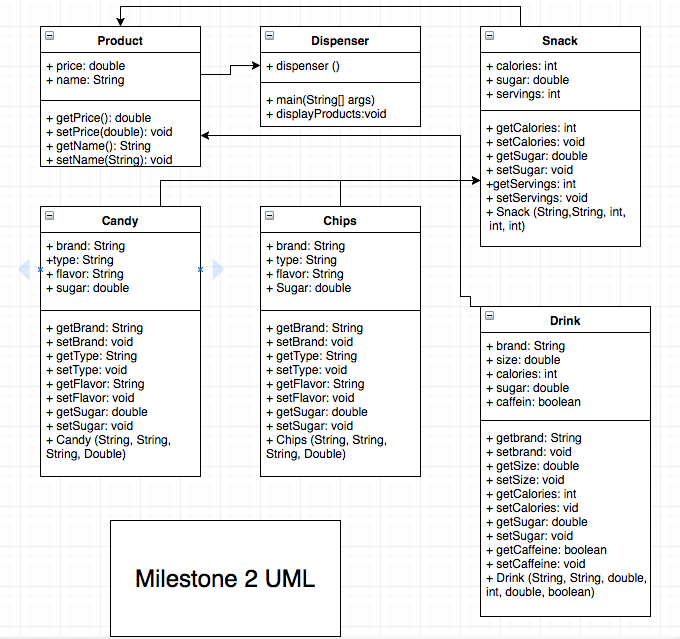 Product
+ price: double
+ name: String
+ getPrice(): double
+ setPrice(double): void
+ getName(): String
+ setName(String): void
Dispenser
+ dispenser ()
+ main(String[] args)
+ displayProducts:void
Snack
+ calories: int
+ sugar: double
+ servings: int
+ getCalories: int
+ setCalories: void
+ getSugar: double
+ setSugar: void
+getServings: int
+ setServings: void
+ Snack (String,String, int,
int, int)
Candy
+ brand: String
+type: String
+ flavor: String
+ sugar: double
+ getBrand: String
+ setBrand: void
+ getType: String
+ setType: void
+ getFlavor: String
+ setFlavor: void
+ getSugar: double
+ setSugar: void
+ Candy (String, String,
String, Double)
Chips
+ brand: String
+ type: String
+ flavor: String
+ Sugar: double
+ getBrand: String
+ setBrand: void
+ getType: String
+ setType: void
+ getFlavor: String
+ setFlavor: void
+ getSugar: double
+ setSugar: void
+ Chips (String, String,
String, Double)
Drink
+ brand: String
+ size: double
+ calories: int
+ sugar: double
+ caffein: boolean
+ getbrand: String
+ setbrand: void
+ getSize: double
+ setSize: void
+ getCalories: int
+ setCalories: vid
+ getSugar: double
+ setSugar: void
+ getCaffeine: boolean
+ setCaffeine: void
+ Drink (String, String, double,
int, double, boolean)
Milestone 2 UML